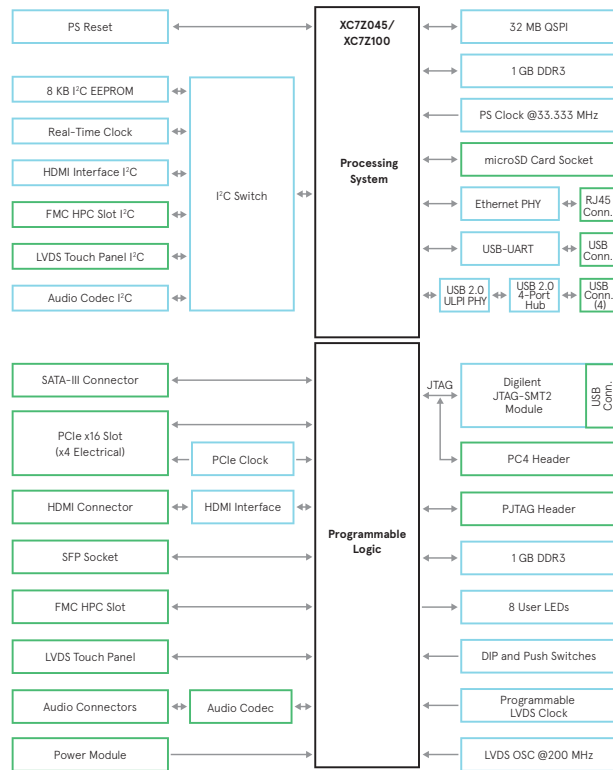 PS Reset
XC7Z045/
XC7Z100
32 MB QSPI
1 GB DDR3
8 KB I²C EEPROM
PS Clock @33.333 MHz
Real-Time Clock
Processing
System
microSD Card Socket
HDMI Interface I²C
I²C Switch
Ethernet PHY
RJ45
Conn.
FMC HPC Slot I²C
USB-UART
USB
Conn.
LVDS Touch Panel I²C
Audio Codec I²C
USB 2.0
ULPI PHY
USB 2.0
4-Port
Hub
USB
Conn.
(4)
SATA-III Connector
JTAG
Digilent
JTAG-SMT2
Module
USB
Conn.
PCIe x16 Slot
(x4 Electrical)
PCIe Clock
PC4 Header
HDMI Connector
HDMI Interface
PJTAG Header
Programmable
Logic
SFP Socket
1 GB DDR3
FMC HPC Slot
8 User LEDs
LVDS Touch Panel
DIP and Push Switches
Audio Connectors
Audio Codec
Programmable
LVDS Clock
Power Module
LVDS OSC @200 MHz